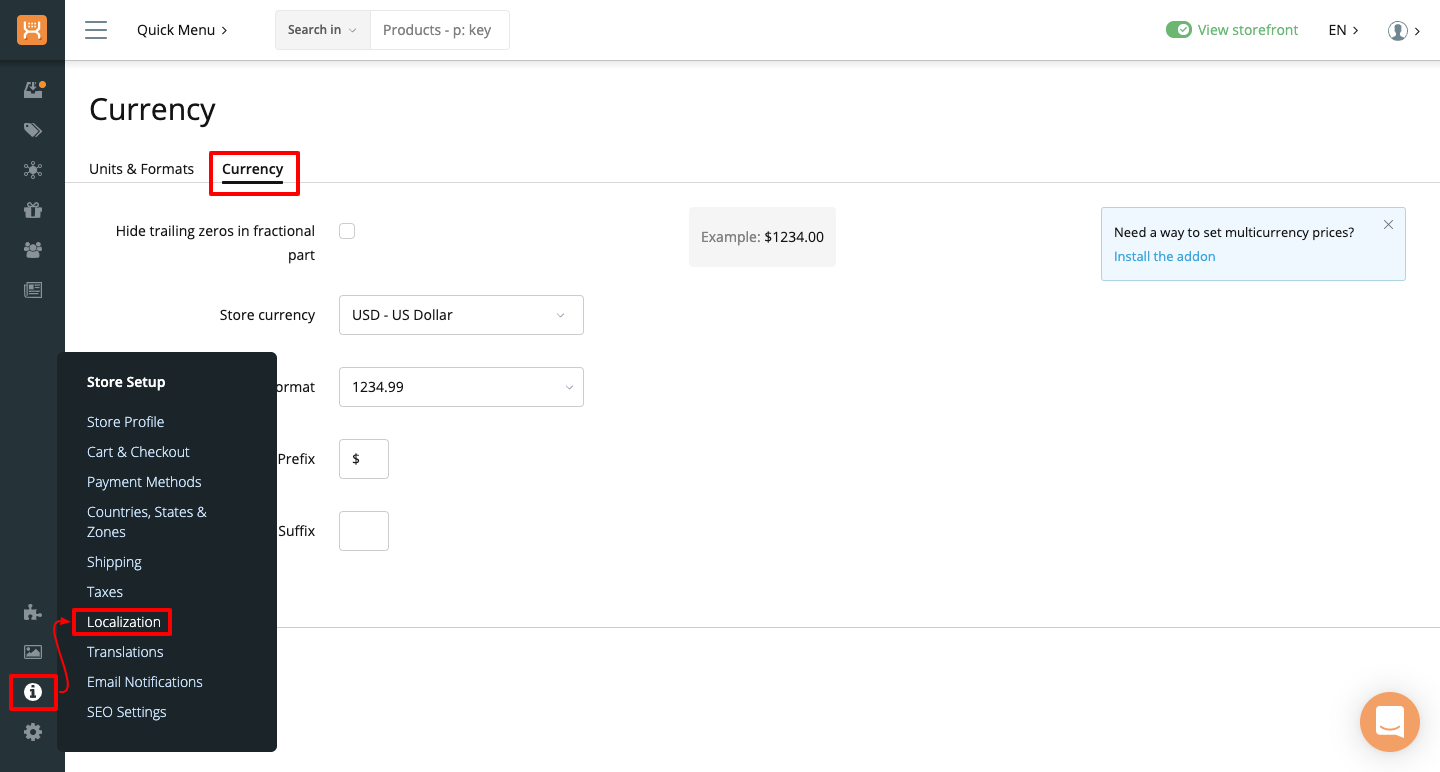 Quick Menu
Search in
Products - p: key
View storefront
EN
Currency
Units & Formats
Currency
Hide trailing zeros in fractional
part
Example: $1234.00
Need a way to set multicurrency prices?
Install the addon
Store currency
USD - US Dollar
ormat
1234.99
Prefix
$
Suffix
Store Setup
Store Profile
Cart & Checkout
Payment Methods
Countries, States &
Zones
Shipping
Taxes
Localization
Translations
Email Notifications
SEO Settings